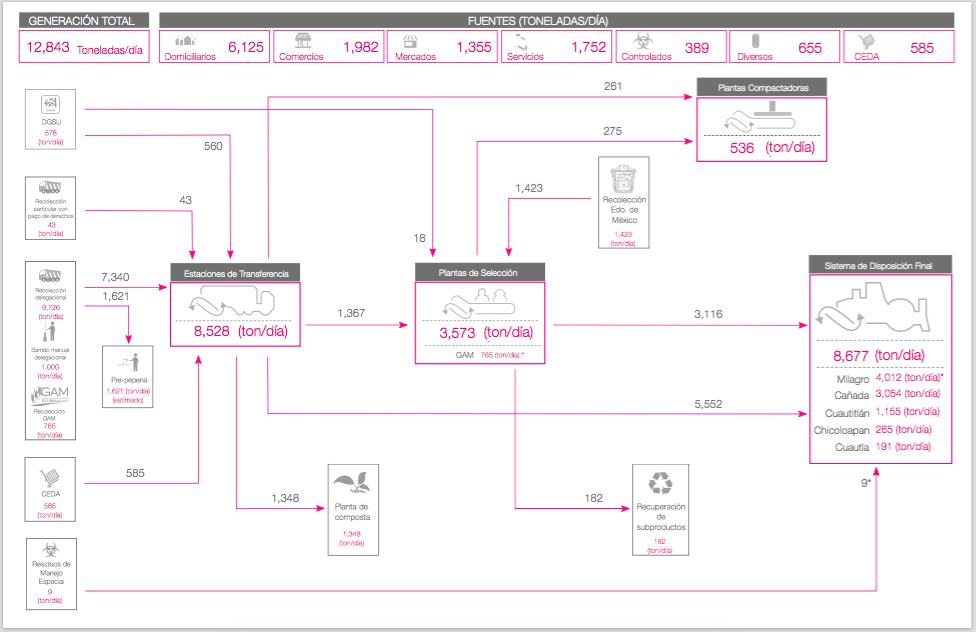 GENERACIÓN TOTAL
12,843 Toneladas/día
FUENTES (TONELADAS/DÍA)
Domiciliarios 6,125
Comercios 1,982
Mercados 1,355
Servicios 1,752
Controlados 389
Diversos 655
CEDA 585
DGSU
578
(ton/día)
560
261
275
18
Plantas Compactadoras
536 (ton/día)
Recolección
particular con
pago de derechos
43
(ton/día)
43
1,423
Recolección
Edo. de
México
1,423
(ton/día)
Recolección
delegacional
9,726
(ton/día)
Barrido manual
delegacional
1,000
(ton/día)
GAM
Recolección
GAM
765
(ton/día)
7,340
1,621
Pre-pepena
1,621 (ton/día)
(estimado)
Estaciones de Transferencia
8,528 (ton/día)
1,367
Plantas de Selección
3,573 (ton/día)
GAM 765 (ton/día) *
3,116
5,552
Sistema de Disposición Final
8,677 (ton/día)
Milagro 4,012 (ton/día)*
Cañada 3,054 (ton/día)
Cuautitlán 1,155 (ton/día)
Chicoloapan 265 (ton/día)
Cuautla 191 (ton/día)
CEDA
585
(ton/día)
585
1,348
Planta de
composta
1,348
(ton/día)
182
Recuperación
de
subproductos
182
(ton/día)
9*
Residuos de
Manejo
Especial
9
(ton/día)